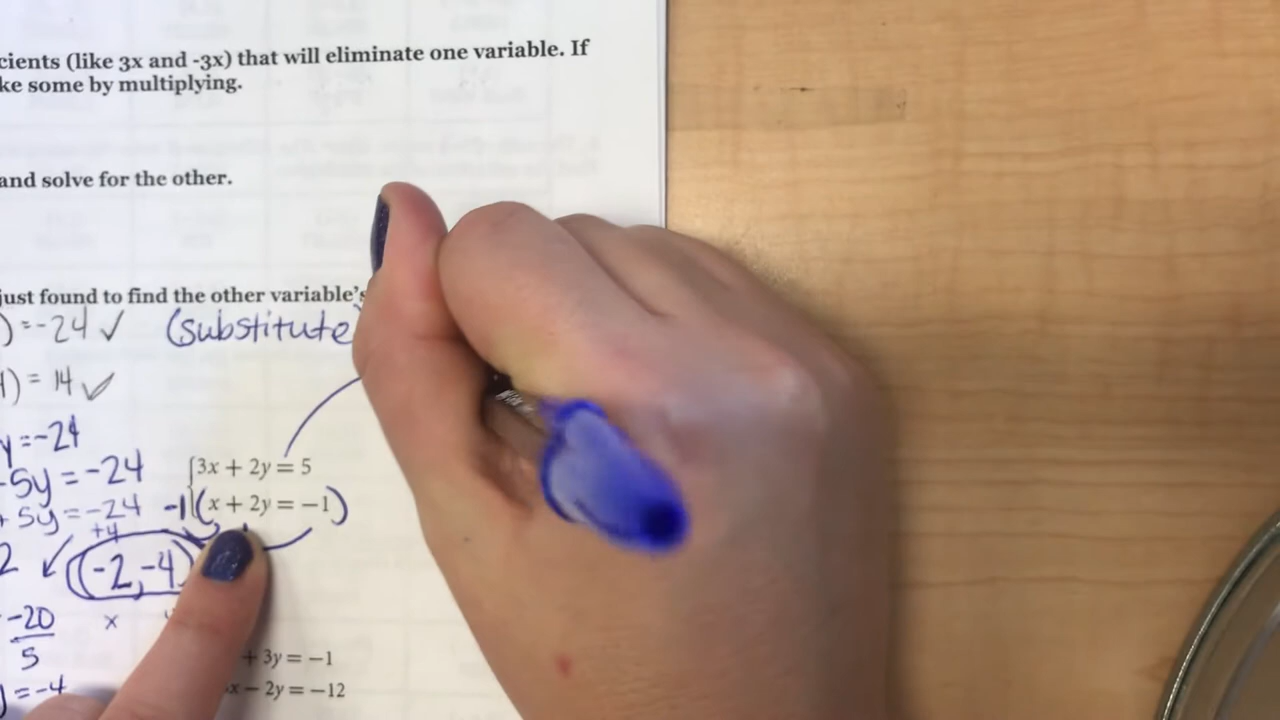 cients (like 3x and -3x) that will eliminate one variable. If
ke some by multiplying.
and solve for the other.
just found to find the other variable's
) = -24 ✓ (substitute
) = 14 ✓
y = -24
-5y = -24
3x + 2y = 5
+ 5y = -24
+4
-1(x + 2y = -1)
2 ↙ (-2, -4)
x
-20
5
+ 3y = -1
x - 2y = -12
= -4